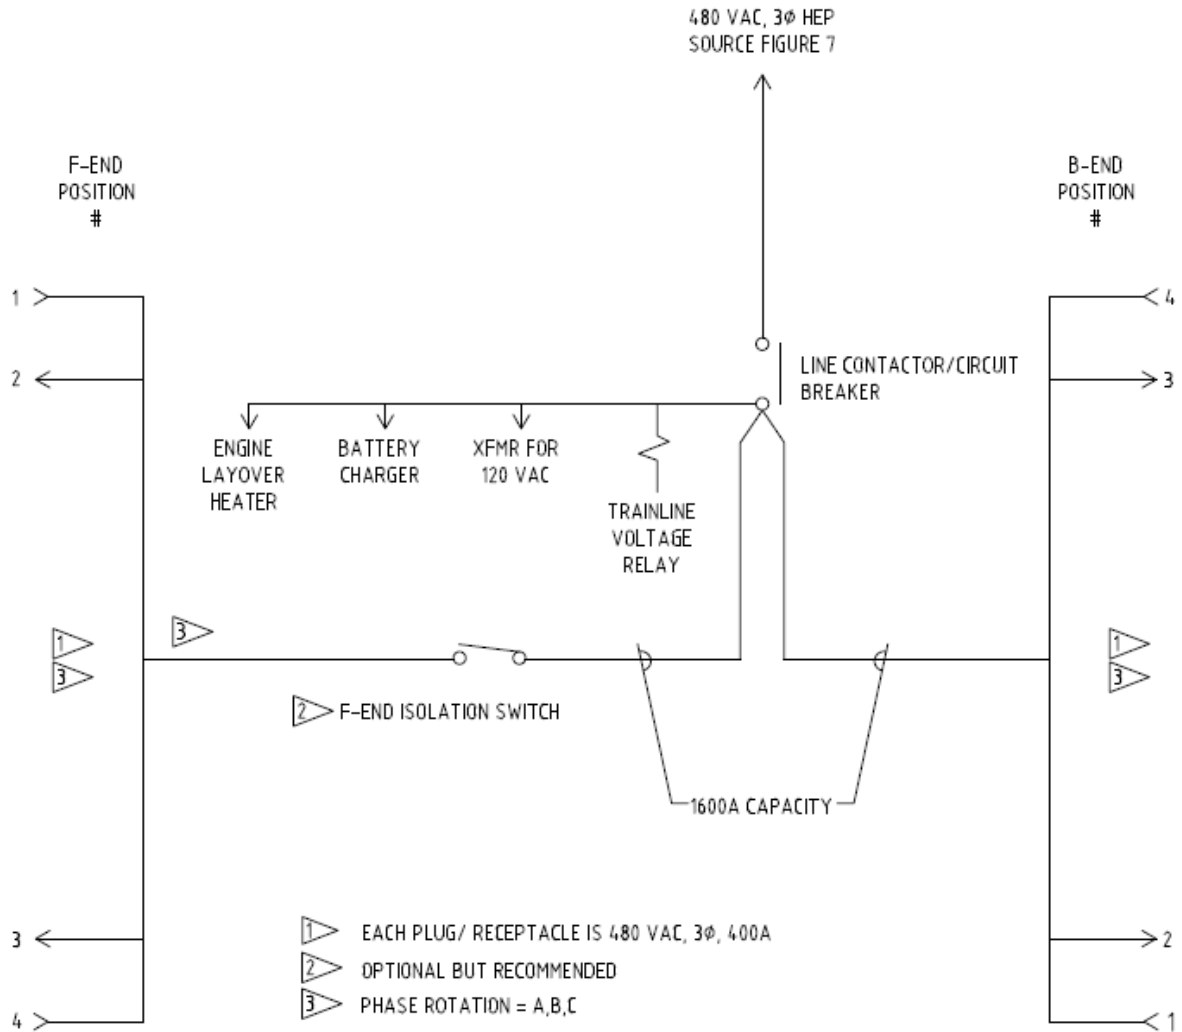 480 VAC, 3Ø HEP
SOURCE FIGURE 7
F-END
POSITION
#
B-END
POSITION
#
1
2
4
3
LINE CONTACTOR/CIRCUIT
BREAKER
ENGINE
LAYOVER
HEATER
BATTERY
CHARGER
XFMR FOR
120 VAC
TRAINLINE
VOLTAGE
RELAY
1
3
3
2 F-END ISOLATION SWITCH
1
3
1600A CAPACITY
3
4
2
1
1 EACH PLUG/ RECEPTACLE IS 480 VAC, 3Ø, 400A
2 OPTIONAL BUT RECOMMENDED
3 PHASE ROTATION = A,B,C